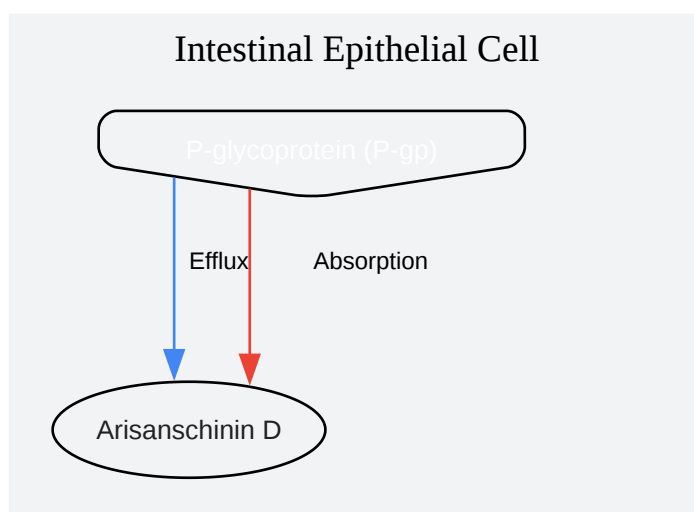 Intestinal Epithelial Cell
P-glycoprotein (P-gp)
Efflux
Absorption
Arisanschinin D